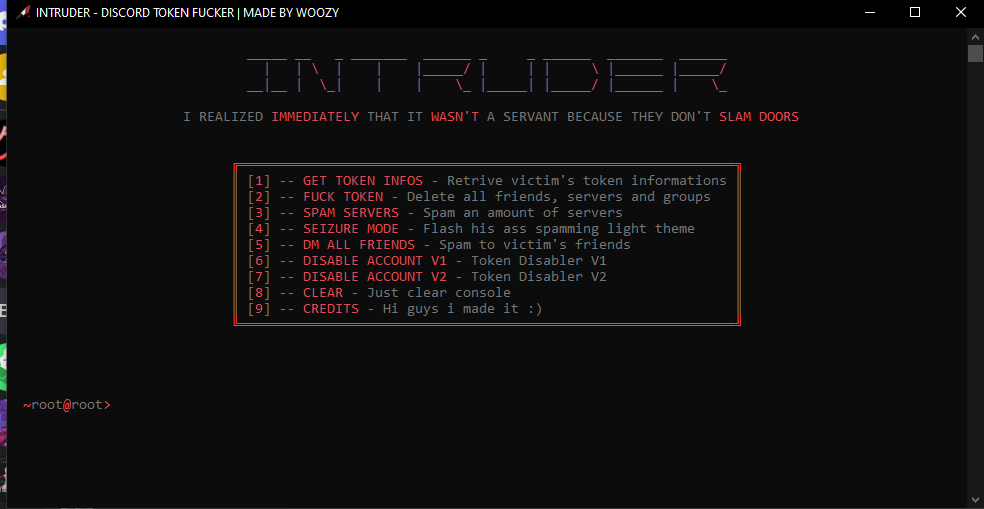 INTRUDER - DISCORD TOKEN FUCKER | MADE BY WOOZY
INTRUDER
I REALIZED IMMEDIATELY THAT IT WASN'T A SERVANT BECAUSE THEY DON'T SLAM DOORS
[1] -- GET TOKEN INFOS - Retrive victim's token informations
[2] -- FUCK TOKEN - Delete all friends, servers and groups
[3] -- SPAM SERVERS - Spam an amount of servers
[4] -- SEIZURE MODE - Flash his ass spamming light theme
[5] -- DM ALL FRIENDS - Spam to victim's friends
[6] -- DISABLE ACCOUNT V1 - Token Disabler V1
[7] -- DISABLE ACCOUNT V2 - Token Disabler V2
[8] -- CLEAR - Just clear console
[9] -- CREDITS - Hi guys i made it :)
~root@root>